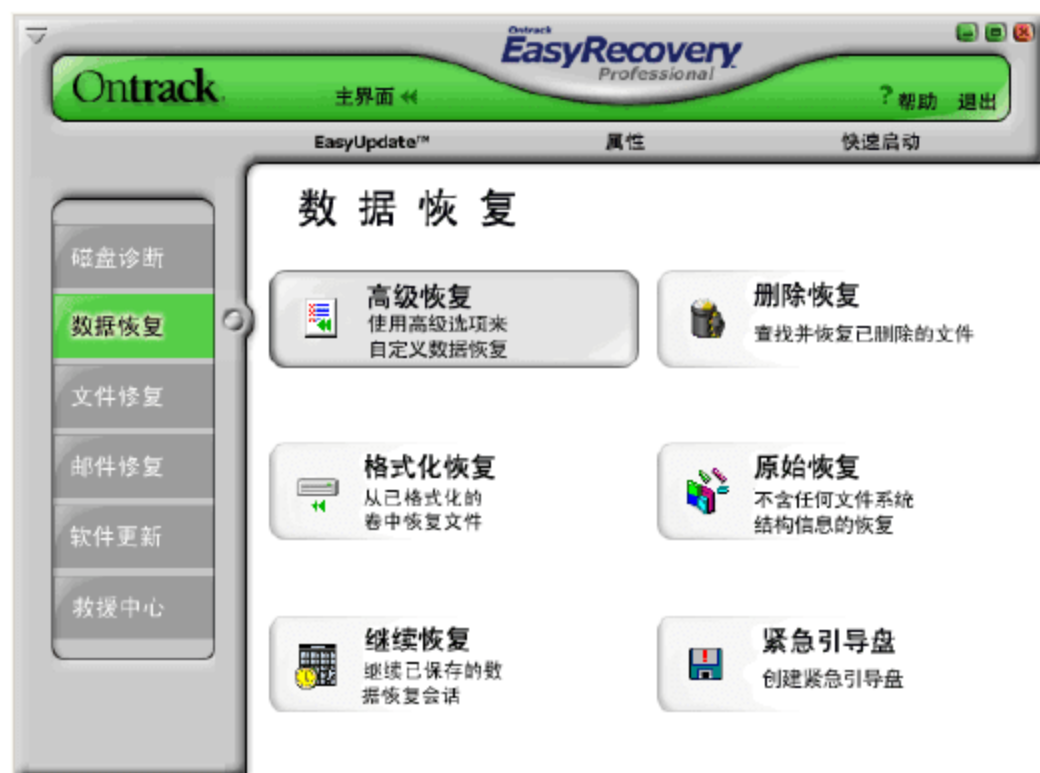 Ontrack
EasyRecovery
Professional
Ontrack
主界面
? 帮助 退出
EasyUpdate™ 属性 快速启动
数据恢复
磁盘诊断
数据恢复
文件修复
邮件修复
软件更新
救援中心
高级恢复
使用高级选项来
自定义数据恢复
删除恢复
查找并恢复已删除的文件
格式化恢复
从已格式化的
卷中恢复文件
原始恢复
不含任何文件系统
结构信息的恢复
继续恢复
继续已保存的数
据恢复会话
紧急引导盘
创建紧急引导盘